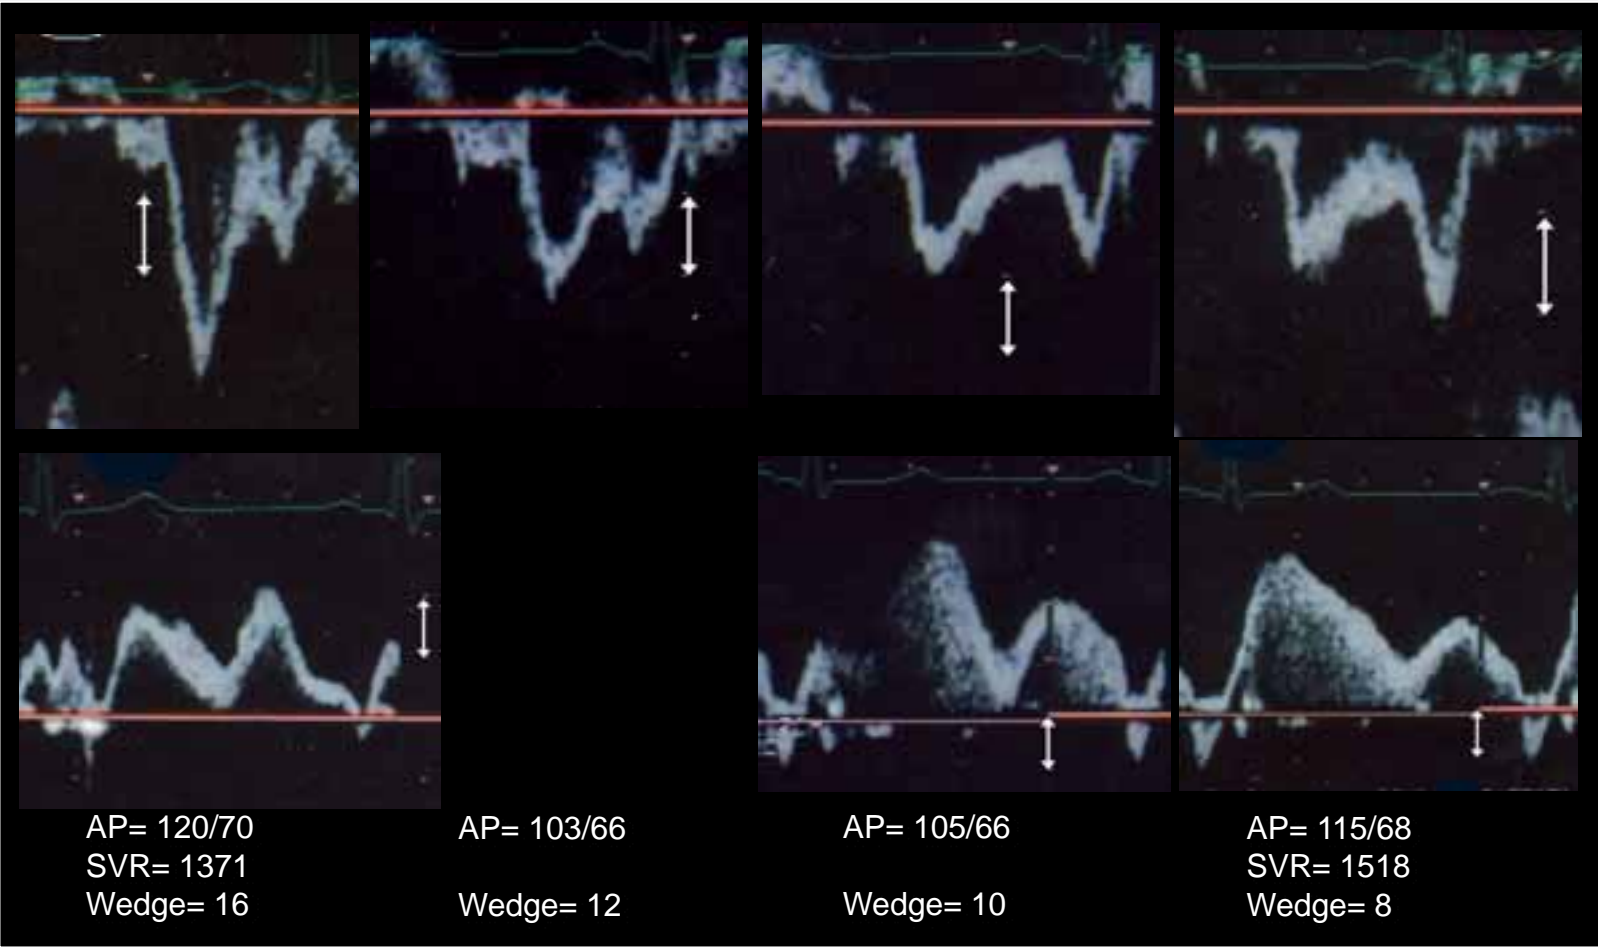 AP= 120/70
SVR= 1371
Wedge= 16
AP= 103/66
Wedge= 12
AP= 105/66
Wedge= 10
AP= 115/68
SVR= 1518
Wedge= 8